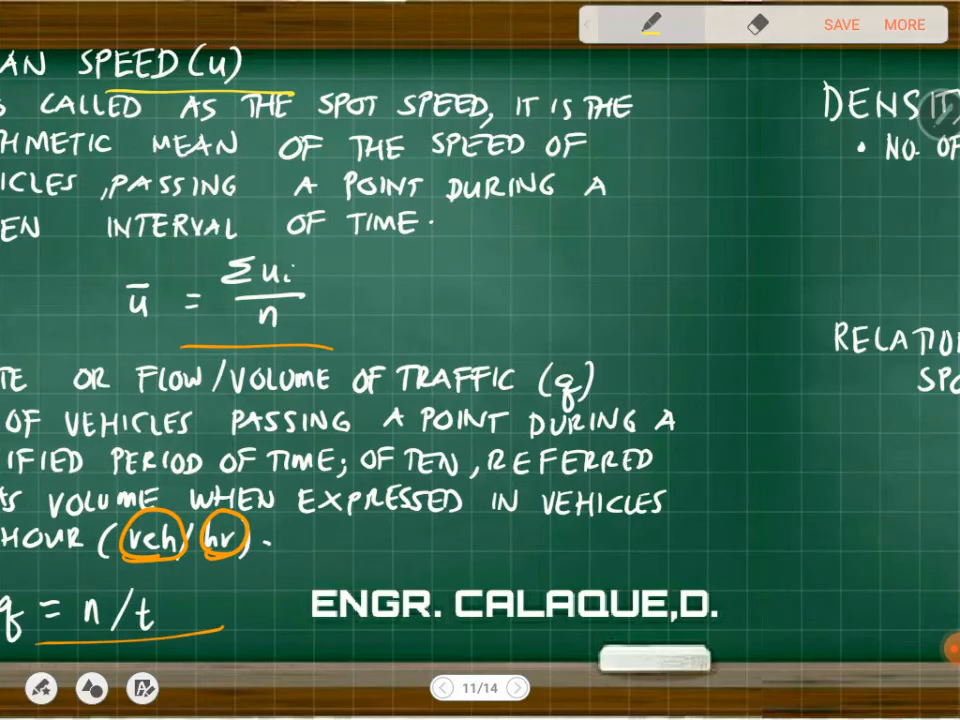 SAVE
MORE
AN SPEED (u)
CALLED AS THE SPOT SPEED, IT IS THE
HMETIC MEAN OF THE SPEED OF
ICLES, PASSING A POINT DURING A
EN INTERVAL OF TIME.
ū = Σui / n
TE OR FLOW/VOLUME OF TRAFFIC (q)
OF VEHICLES PASSING A POINT DURING A
IFIED PERIOD OF TIME; OFTEN, REFERRED
AS VOLUME WHEN EXPRESSED IN VEHICLES
HOUR (veh/hr).
q = n/t
DENSIT
• NO. OF
RELATIO
SPO
ENGR. CALAQUE,D.
11/14